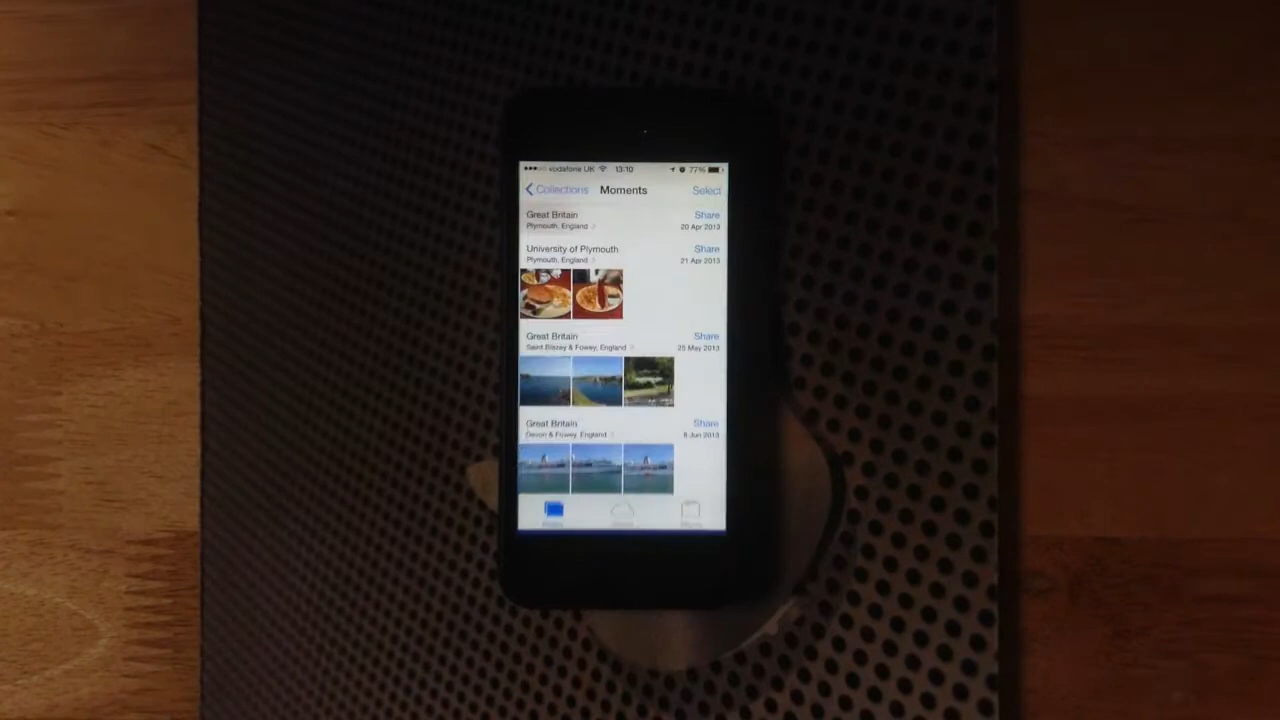 vodafone UK 13:10 77%
Collections Moments Select
Great Britain Share
Plymouth, England 20 Apr 2013
University of Plymouth Share
Plymouth, England 21 Apr 2013
Great Britain Share
Saint Blazey & Fowey, England 25 May 2013
Great Britain Share
Devon & Fowey, England Jun 2013